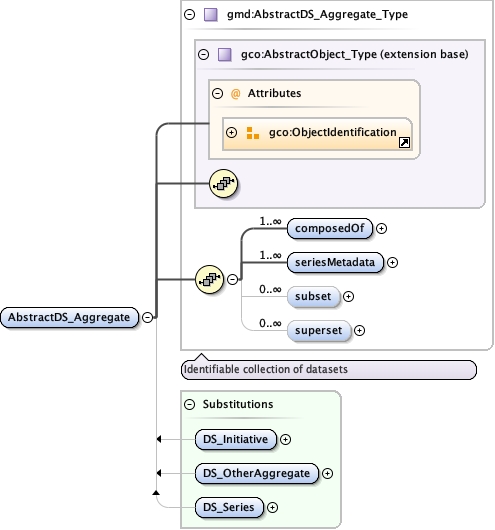 gmd:AbstractDS_Aggregate_Type
gco:AbstractObject_Type (extension base)
@ Attributes
gco:ObjectIdentification
1..∞
composedOf
1..∞
seriesMetadata
0..∞
subset
0..∞
superset
AbstractDS_Aggregate
Identifiable collection of datasets
Substitutions
DS_Initiative
DS_OtherAggregate
DS_Series